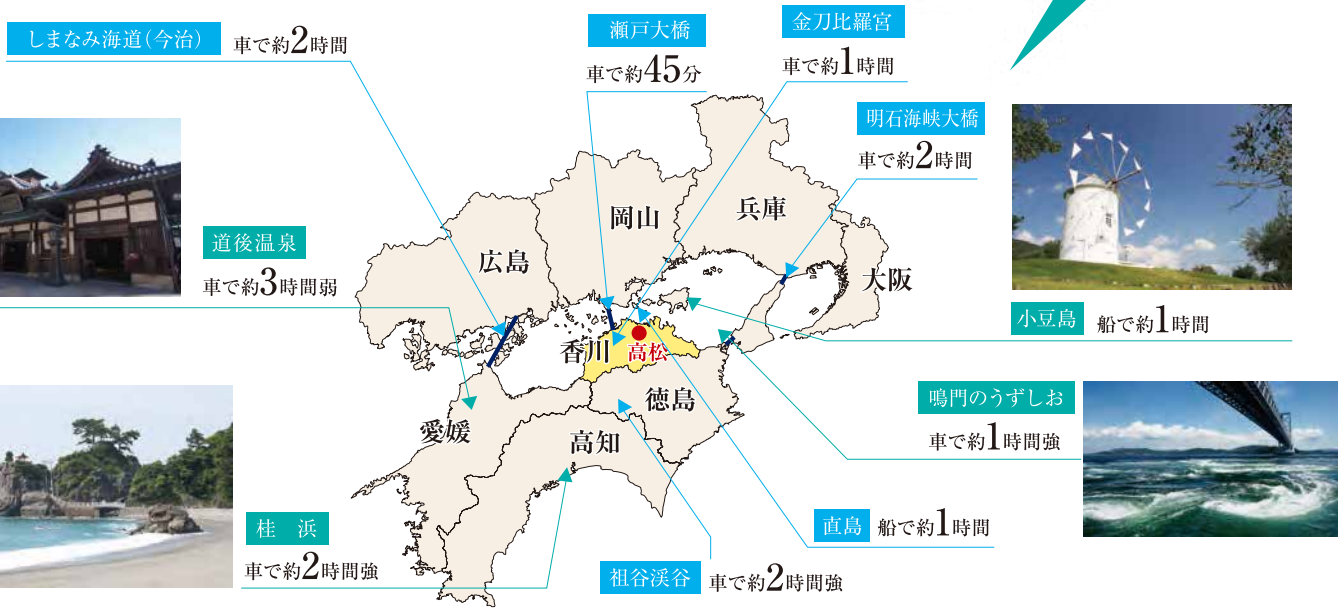 しまなみ海道(今治)
車で約2時間
瀬戸大橋
車で約45分
金刀比羅宮
車で約1時間
明石海峡大橋
車で約2時間
道後温泉
車で約3時間弱
小豆島
船で約1時間
鳴門のうずしお
車で約1時間強
桂 浜
車で約2時間強
祖谷渓谷
車で約2時間強
直島
船で約1時間
広島
岡山
兵庫
大阪
香川
高松
徳島
愛媛
高知